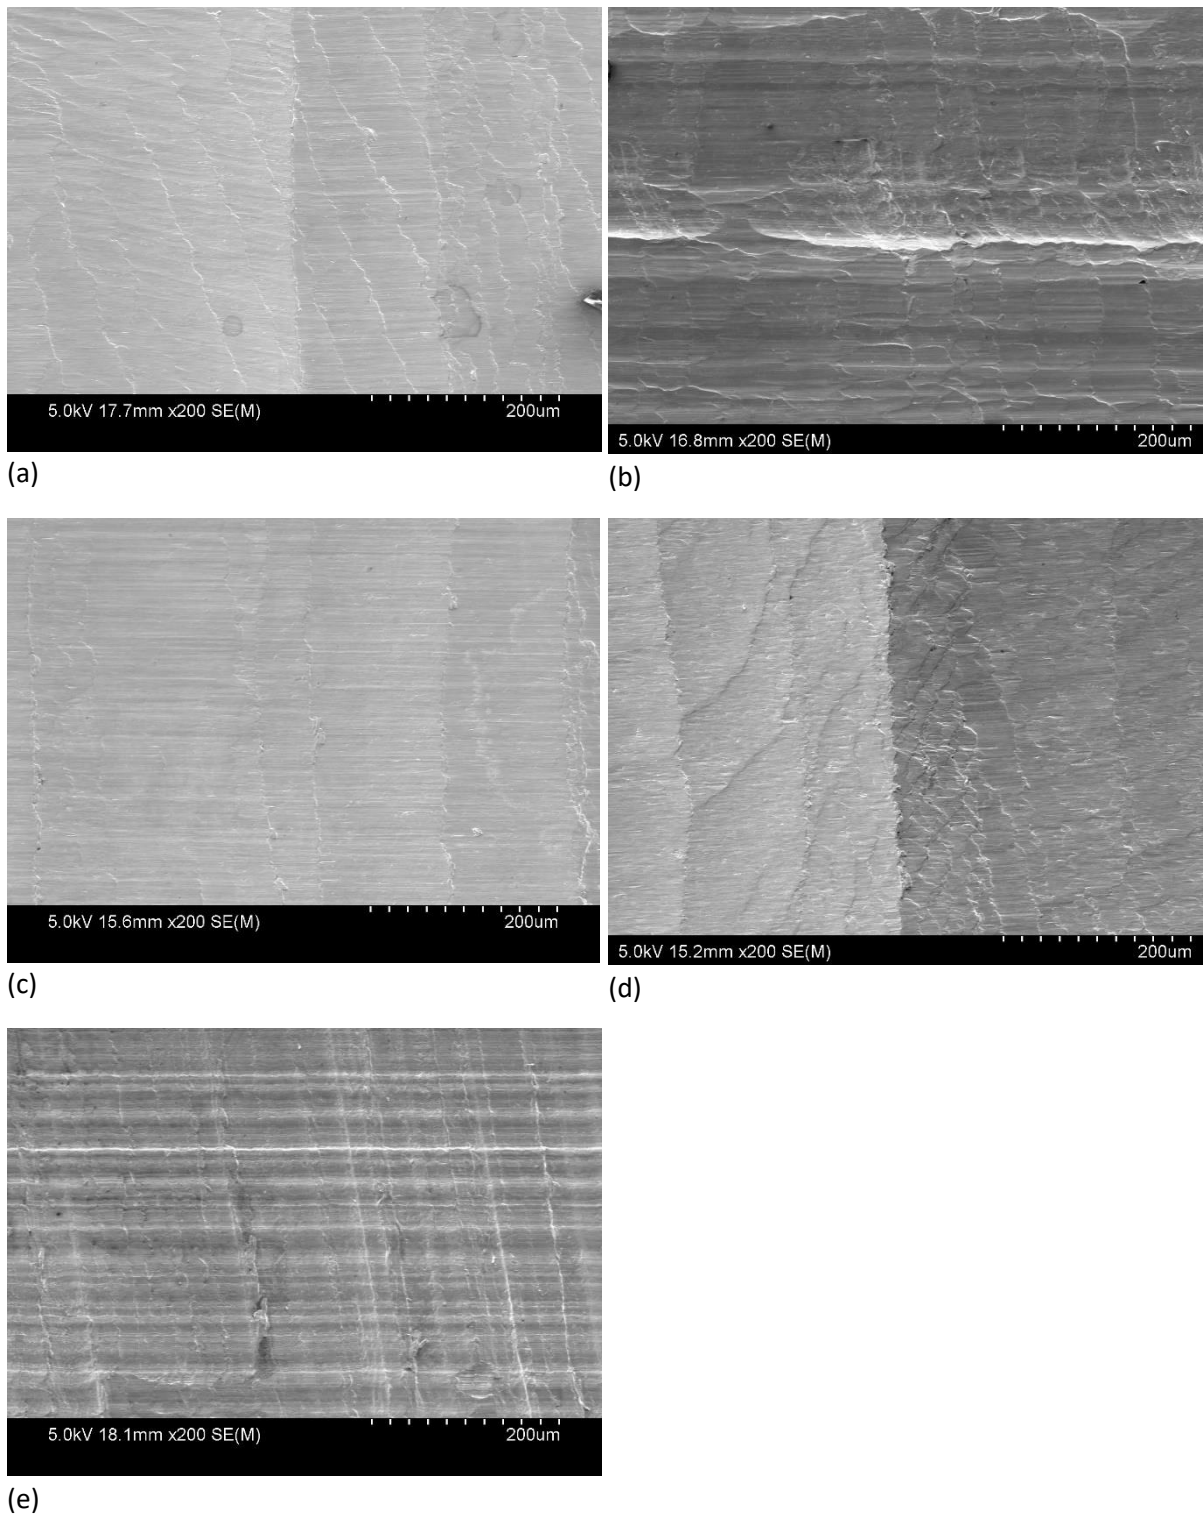 5.0kV 17.7mm x200 SE(M) 200um
(a)
5.0kV 16.8mm x200 SE(M) 200um
(b)
5.0kV 15.6mm x200 SE(M) 200um
(c)
5.0kV 15.2mm x200 SE(M) 200um
(d)
5.0kV 18.1mm x200 SE(M) 200um
(e)